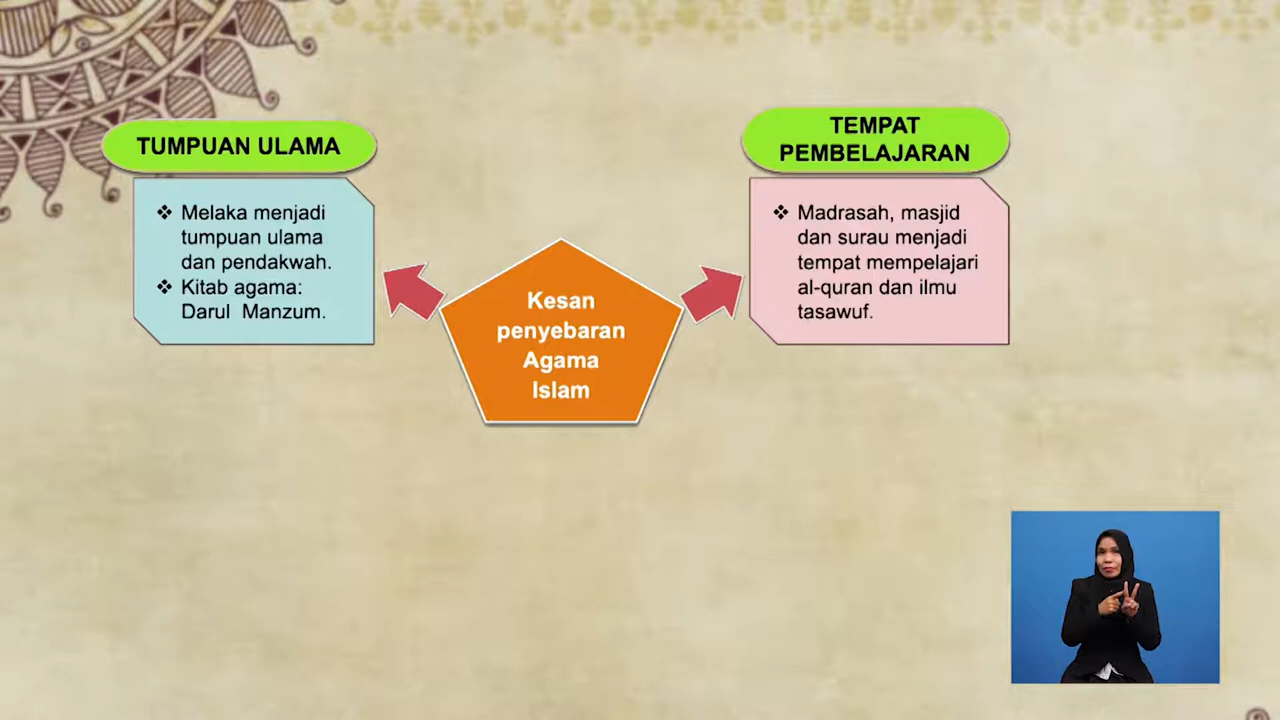 TUMPUAN ULAMA
❖ Melaka menjadi
tumpuan ulama
dan pendakwah.
❖ Kitab agama:
Darul Manzum.
Kesan
penyebaran
Agama
Islam
TEMPAT
PEMBELAJARAN
❖ Madrasah, masjid
dan surau menjadi
tempat mempelajari
al-quran dan ilmu
tasawuf.